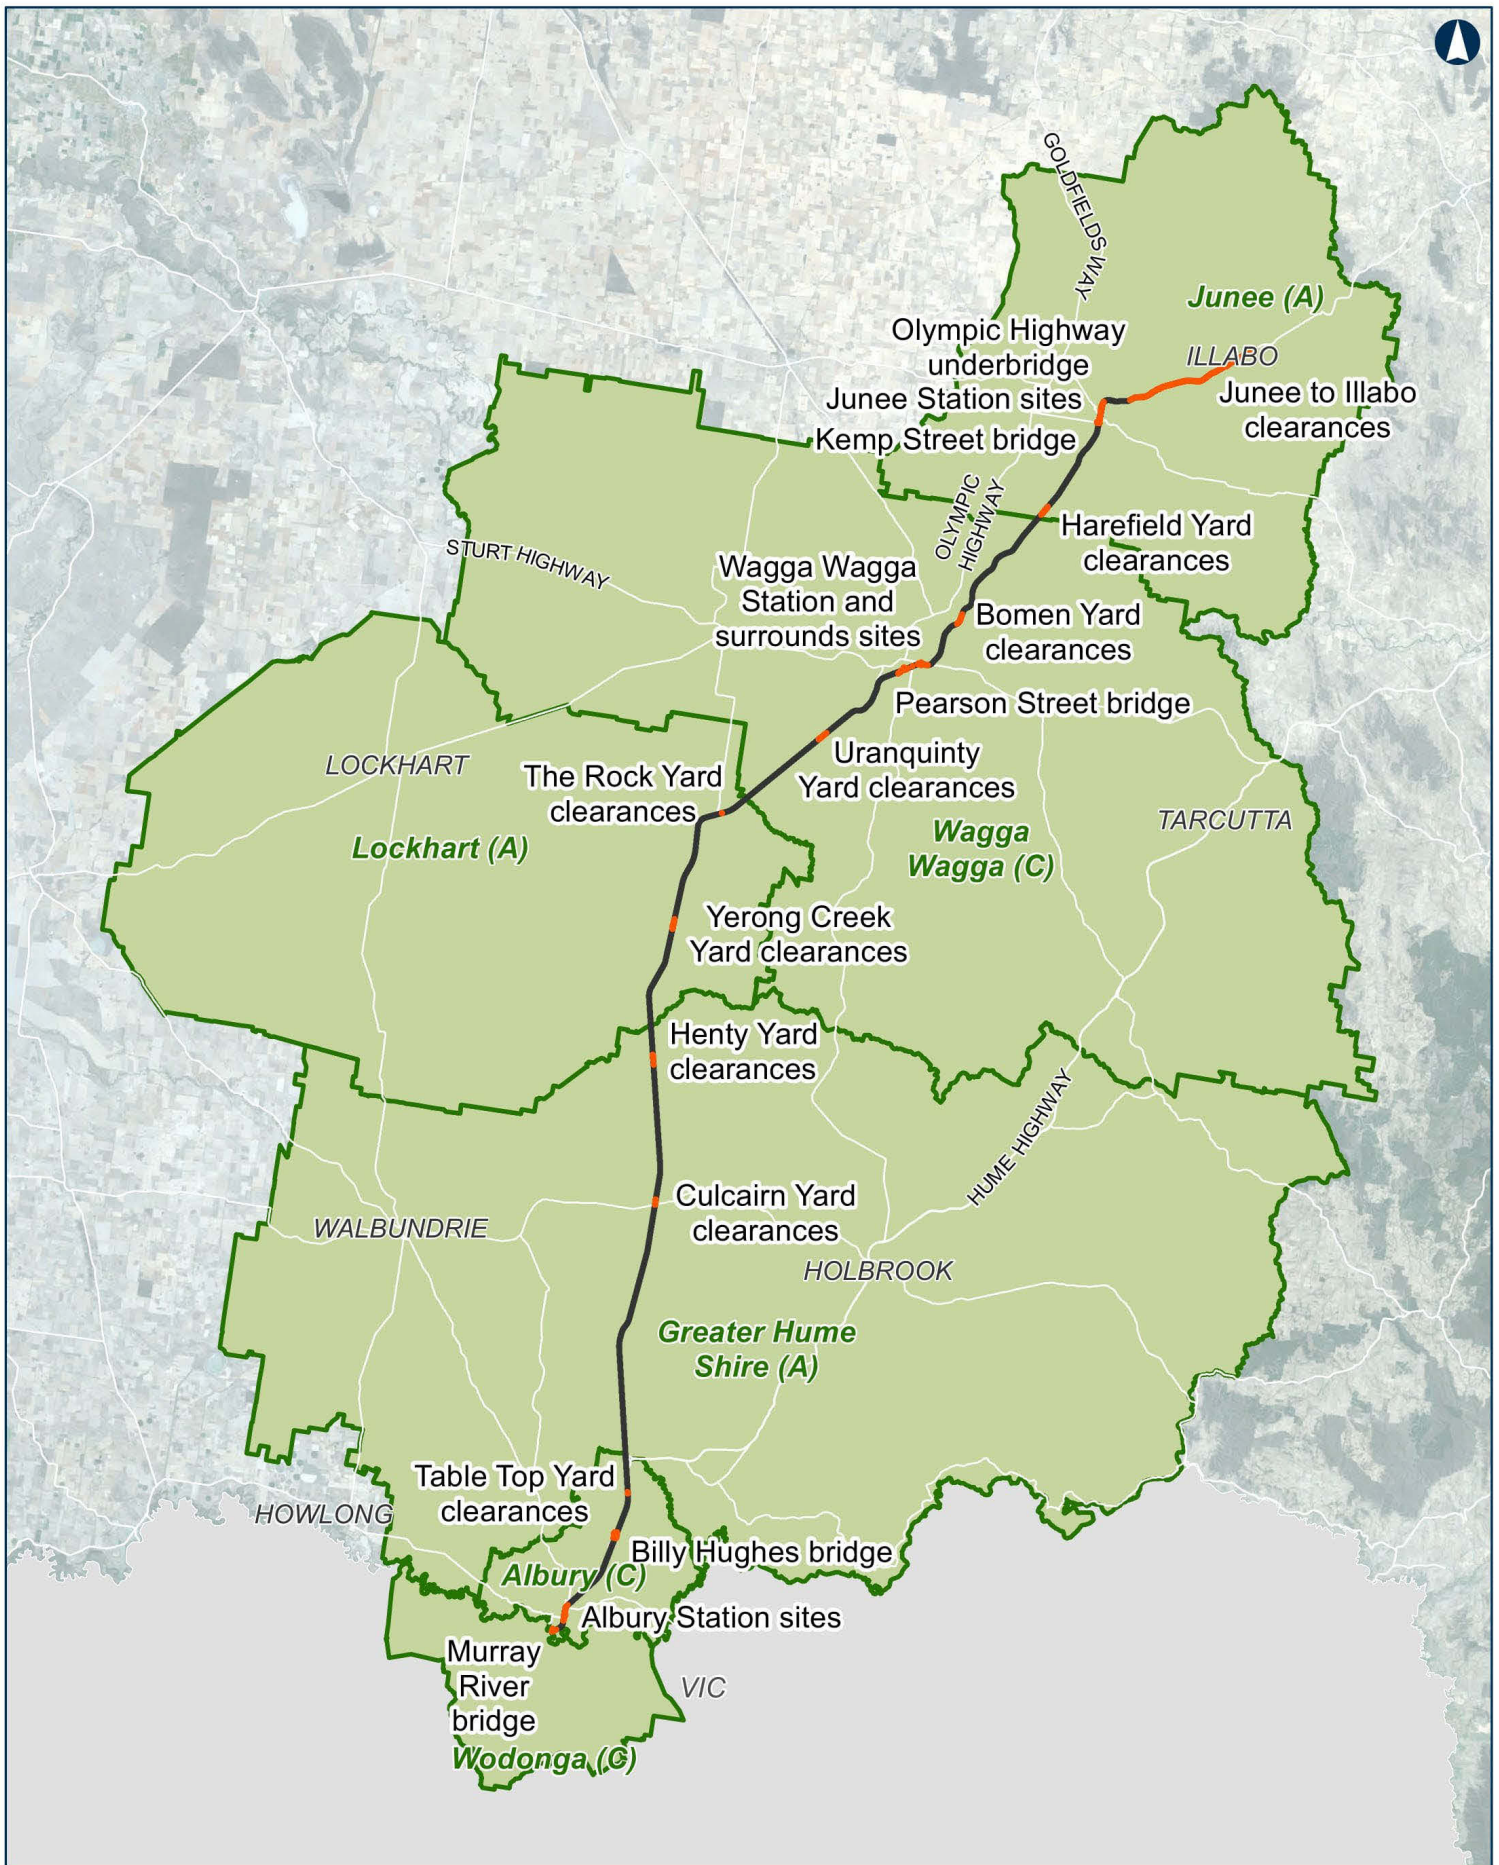 GOLDFIELDS WAY
Junee (A)
Olympic Highway
underbridge
ILLABO
Junee Station sites
Junee to Illabo
clearances
Kemp Street bridge
OLYMPIC
HIGHWAY
Harefield Yard
clearances
STURT HIGHWAY
Wagga Wagga
Station and
surrounds sites
Bomen Yard
clearances
Pearson Street bridge
LOCKHART
The Rock Yard
clearances
Uranquinty
Yard clearances
TARCUTTA
Lockhart (A)
Wagga
Wagga (C)
Yerong Creek
Yard clearances
Henty Yard
clearances
HUME HIGHWAY
Culcairn Yard
clearances
WALBUNDRIE
HOLBROOK
Greater Hume
Shire (A)
Table Top Yard
clearances
HOWLONG
Billy Hughes bridge
Albury (C)
Albury Station sites
Murray
River
bridge
VIC
Wodonga (C)